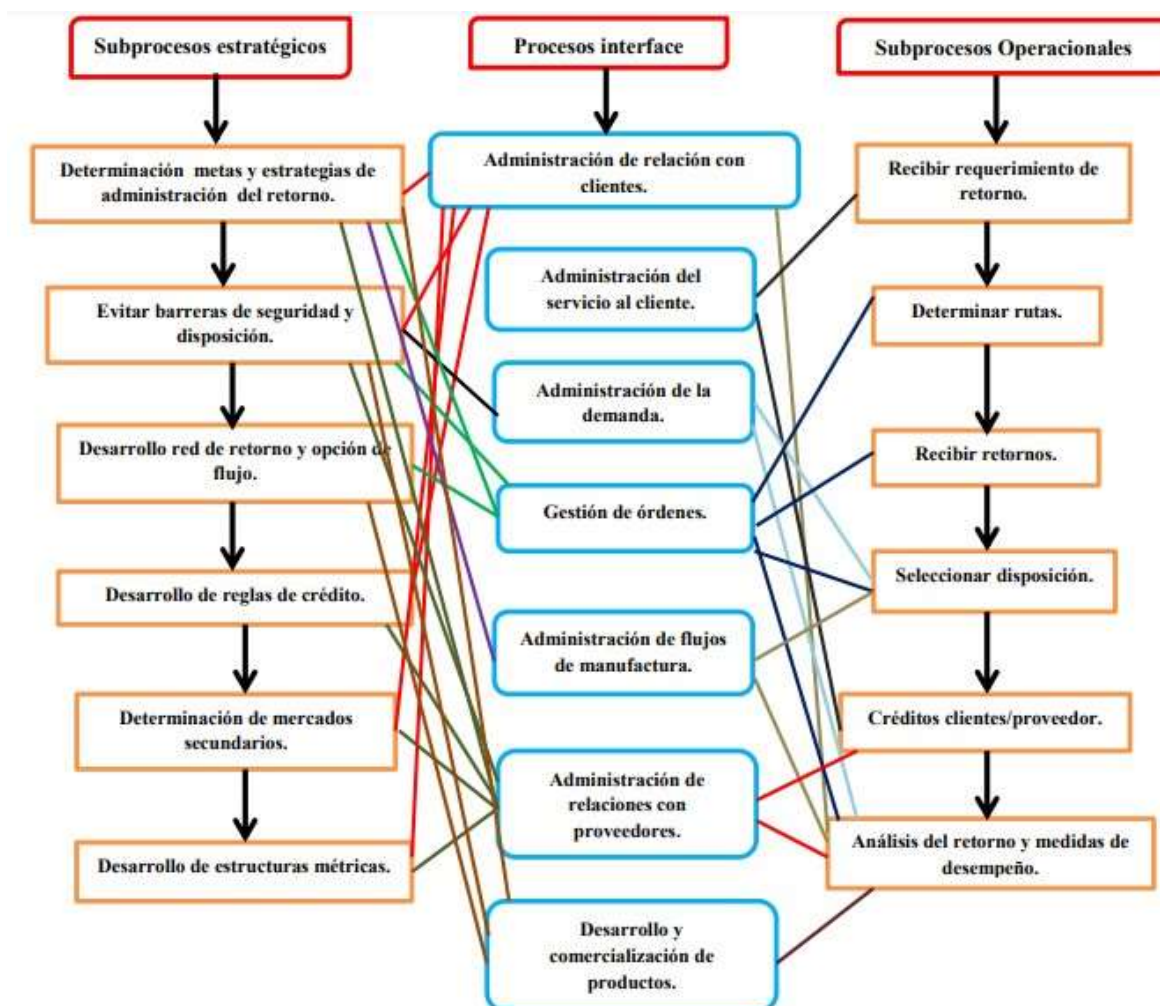 Subprocesos estratégicos
Procesos interface
Subprocesos Operacionales
Determinación metas y estrategias de
administración del retorno.
Evitar barreras de seguridad y
disposición.
Desarrollo red de retorno y opción de
flujo.
Desarrollo de reglas de crédito.
Determinación de mercados
secundarios.
Desarrollo de estructuras métricas.
Administración de relación con
clientes.
Administración del
servicio al cliente.
Administración de la
demanda.
Gestión de órdenes.
Administración de flujos
de manufactura.
Administración de
relaciones con
proveedores.
Desarrollo y
comercialización de
productos.
Recibir requerimiento de
retorno.
Determinar rutas.
Recibir retornos.
Seleccionar disposición.
Créditos clientes/proveedor.
Análisis del retorno y medidas de
desempeño.